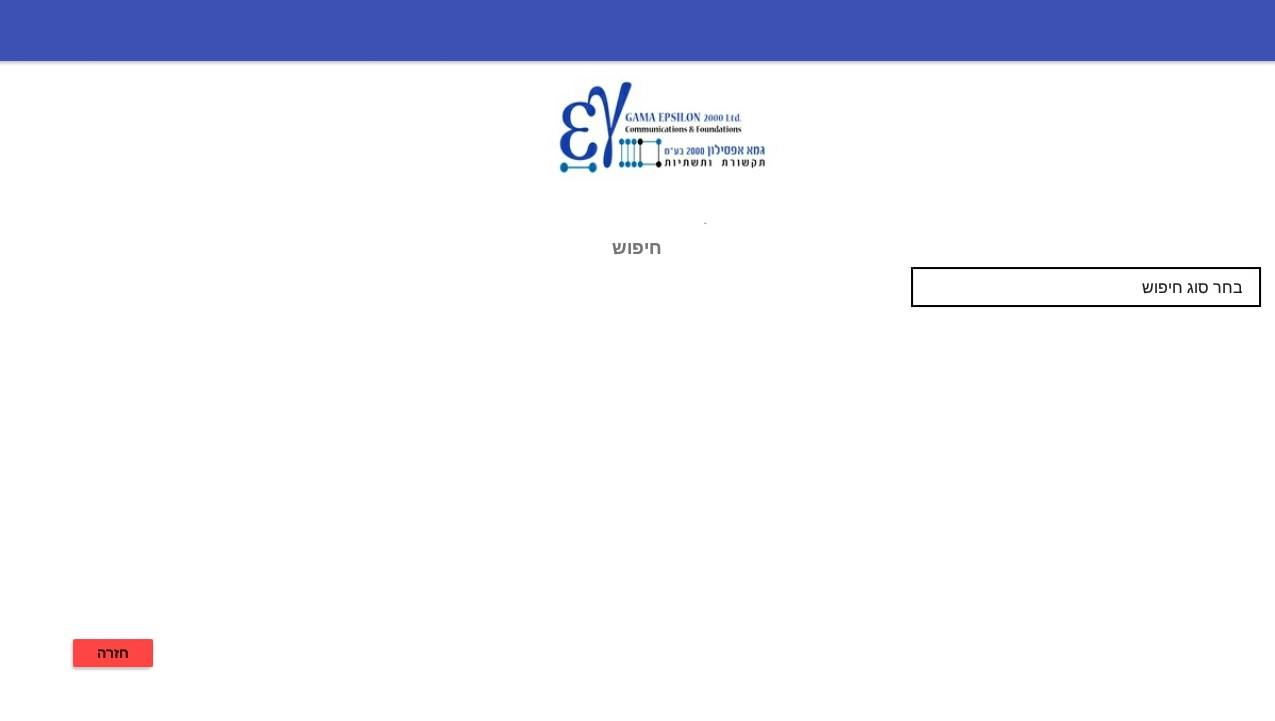 GAMA EPSILON 2000 Ltd.
Communications & Foundations
גמא אפסילון 2000 בע"מ
תקשורת ותשתיות
חיפוש
בחר סוג חיפוש
חזרה